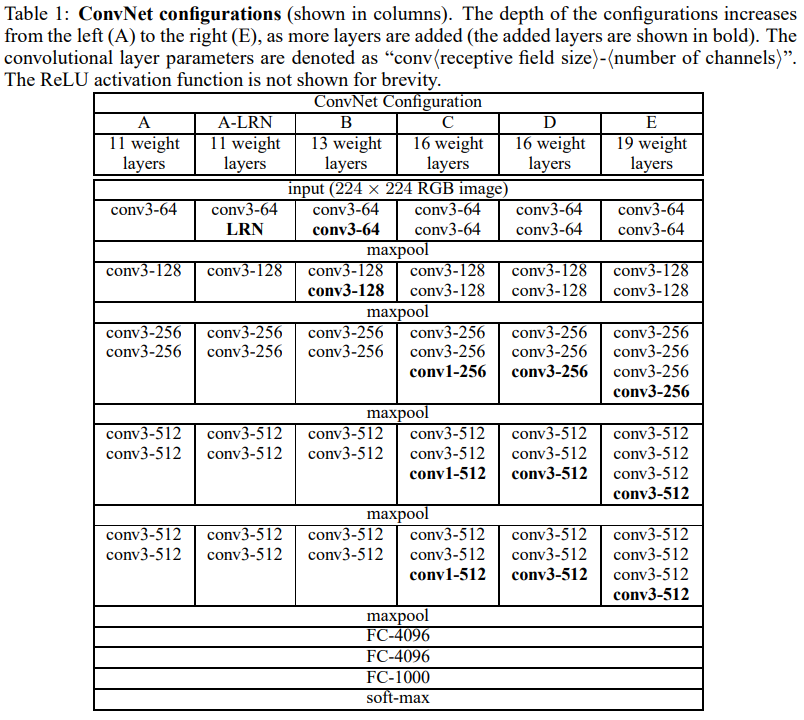 Table 1: ConvNet configurations (shown in columns). The depth of the configurations increases
from the left (A) to the right (E), as more layers are added (the added layers are shown in bold). The
convolutional layer parameters are denoted as “conv⟨receptive field size⟩-⟨number of channels⟩”.
The ReLU activation function is not shown for brevity.
ConvNet Configuration
A A-LRN B C D E
11 weight 11 weight 13 weight 16 weight 16 weight 19 weight
layers layers layers layers layers layers
input (224 × 224 RGB image)
conv3-64 conv3-64 conv3-64 conv3-64 conv3-64 conv3-64
LRN conv3-64 conv3-64 conv3-64 conv3-64
maxpool
conv3-128 conv3-128 conv3-128 conv3-128 conv3-128 conv3-128
conv3-128 conv3-128 conv3-128 conv3-128
maxpool
conv3-256 conv3-256 conv3-256 conv3-256 conv3-256 conv3-256
conv3-256 conv3-256 conv3-256 conv3-256 conv3-256 conv3-256
conv1-256 conv3-256 conv3-256
conv3-256
maxpool
conv3-512 conv3-512 conv3-512 conv3-512 conv3-512 conv3-512
conv3-512 conv3-512 conv3-512 conv3-512 conv3-512 conv3-512
conv1-512 conv3-512 conv3-512
conv3-512
maxpool
conv3-512 conv3-512 conv3-512 conv3-512 conv3-512 conv3-512
conv3-512 conv3-512 conv3-512 conv3-512 conv3-512 conv3-512
conv1-512 conv3-512 conv3-512
conv3-512
maxpool
FC-4096
FC-4096
FC-1000
soft-max